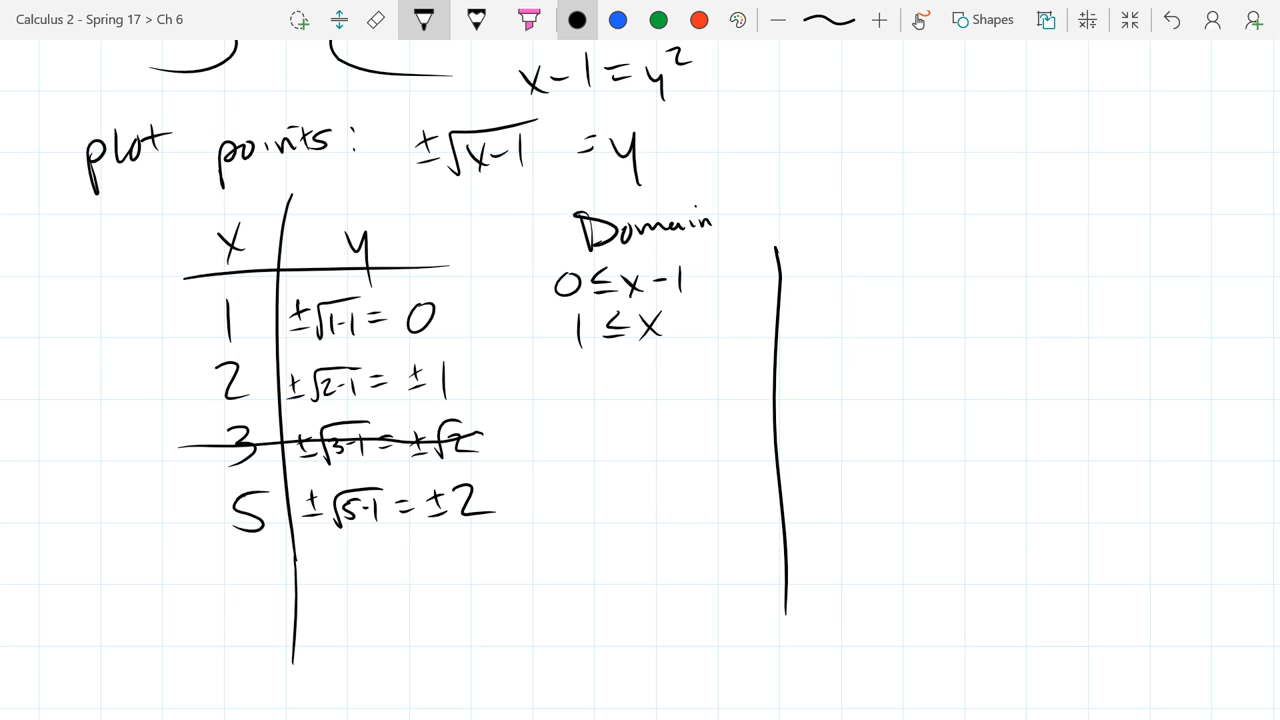 Calculus 2 - Spring 17 > Ch 6 Shapes
x-1=y²
plot points: ±√x-1 = y
x y
1 ±√1-1 = 0
2 ±√2-1 = ±1
3 ±√3-1 = ±√2
5 ±√5-1 = ±2
Domain
0≤x-1
1≤x